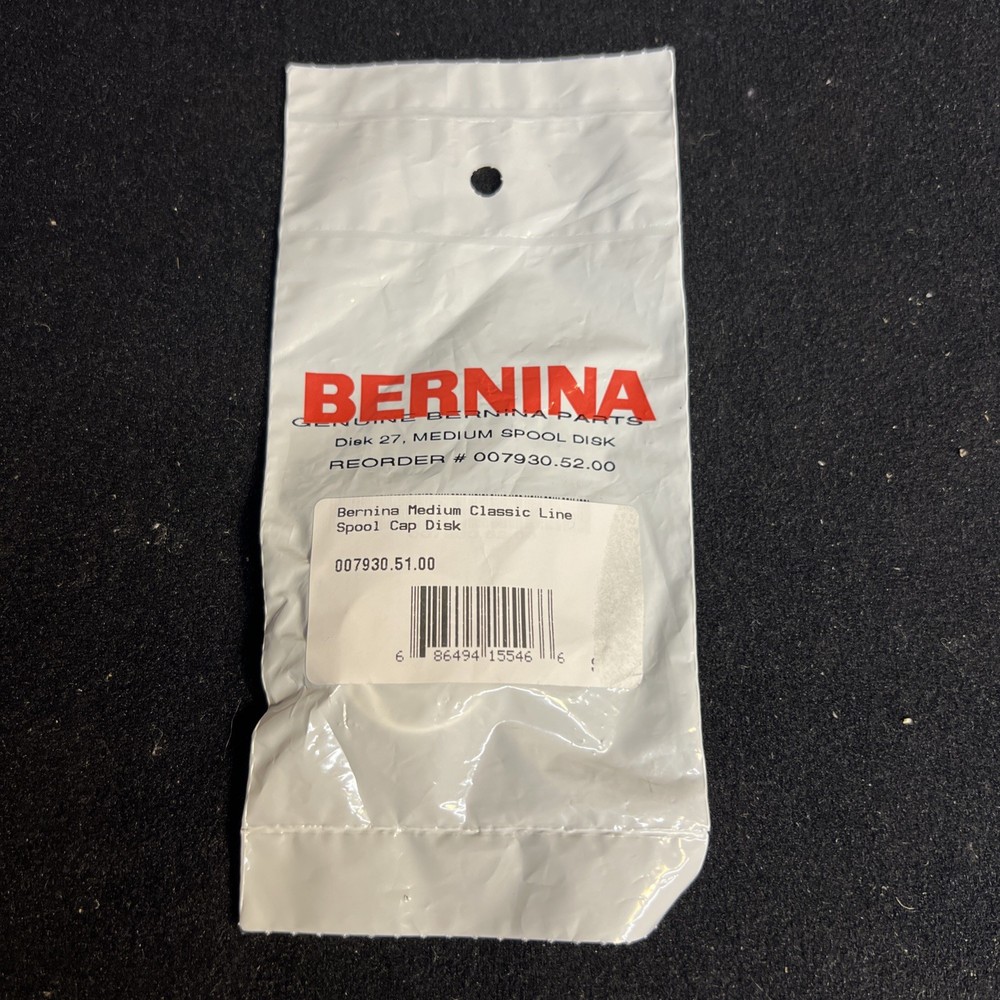 BERNINA
GENUINE BERNINA PARTS
Disk 27, MEDIUM SPOOL DISK
REORDER # 007930.52.00
Bernina Medium Classic Line
Spool Cap Disk
007930.51.00
6 86494 15546 6